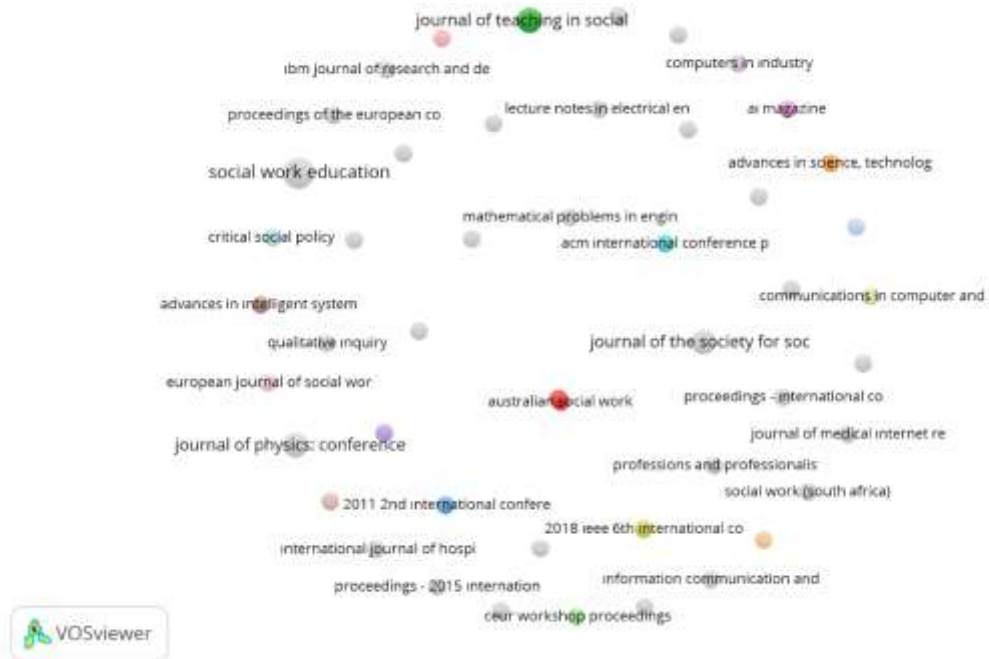 journal of teaching in social
computers in industry
ibm journal of research and de
ai magazine
lecture notes in electrical en
proceedings of the european co
advances in science, technolog
social work education
mathematical problems in engin
critical social policy
acm international conference p
communications in computer and
advances in intelligent system
qualitative inquiry
journal of the society for soc
european journal of social wor
proceedings - international co
australian social work
journal of medical internet re
journal of physics: conference
professions and professionalis
social work (south africa)
2011 2nd international confere
2018 ieee 6th international co
international journal of hospi
information communication and
proceedings - 2015 internation
ceur workshop proceedings
VOSviewer